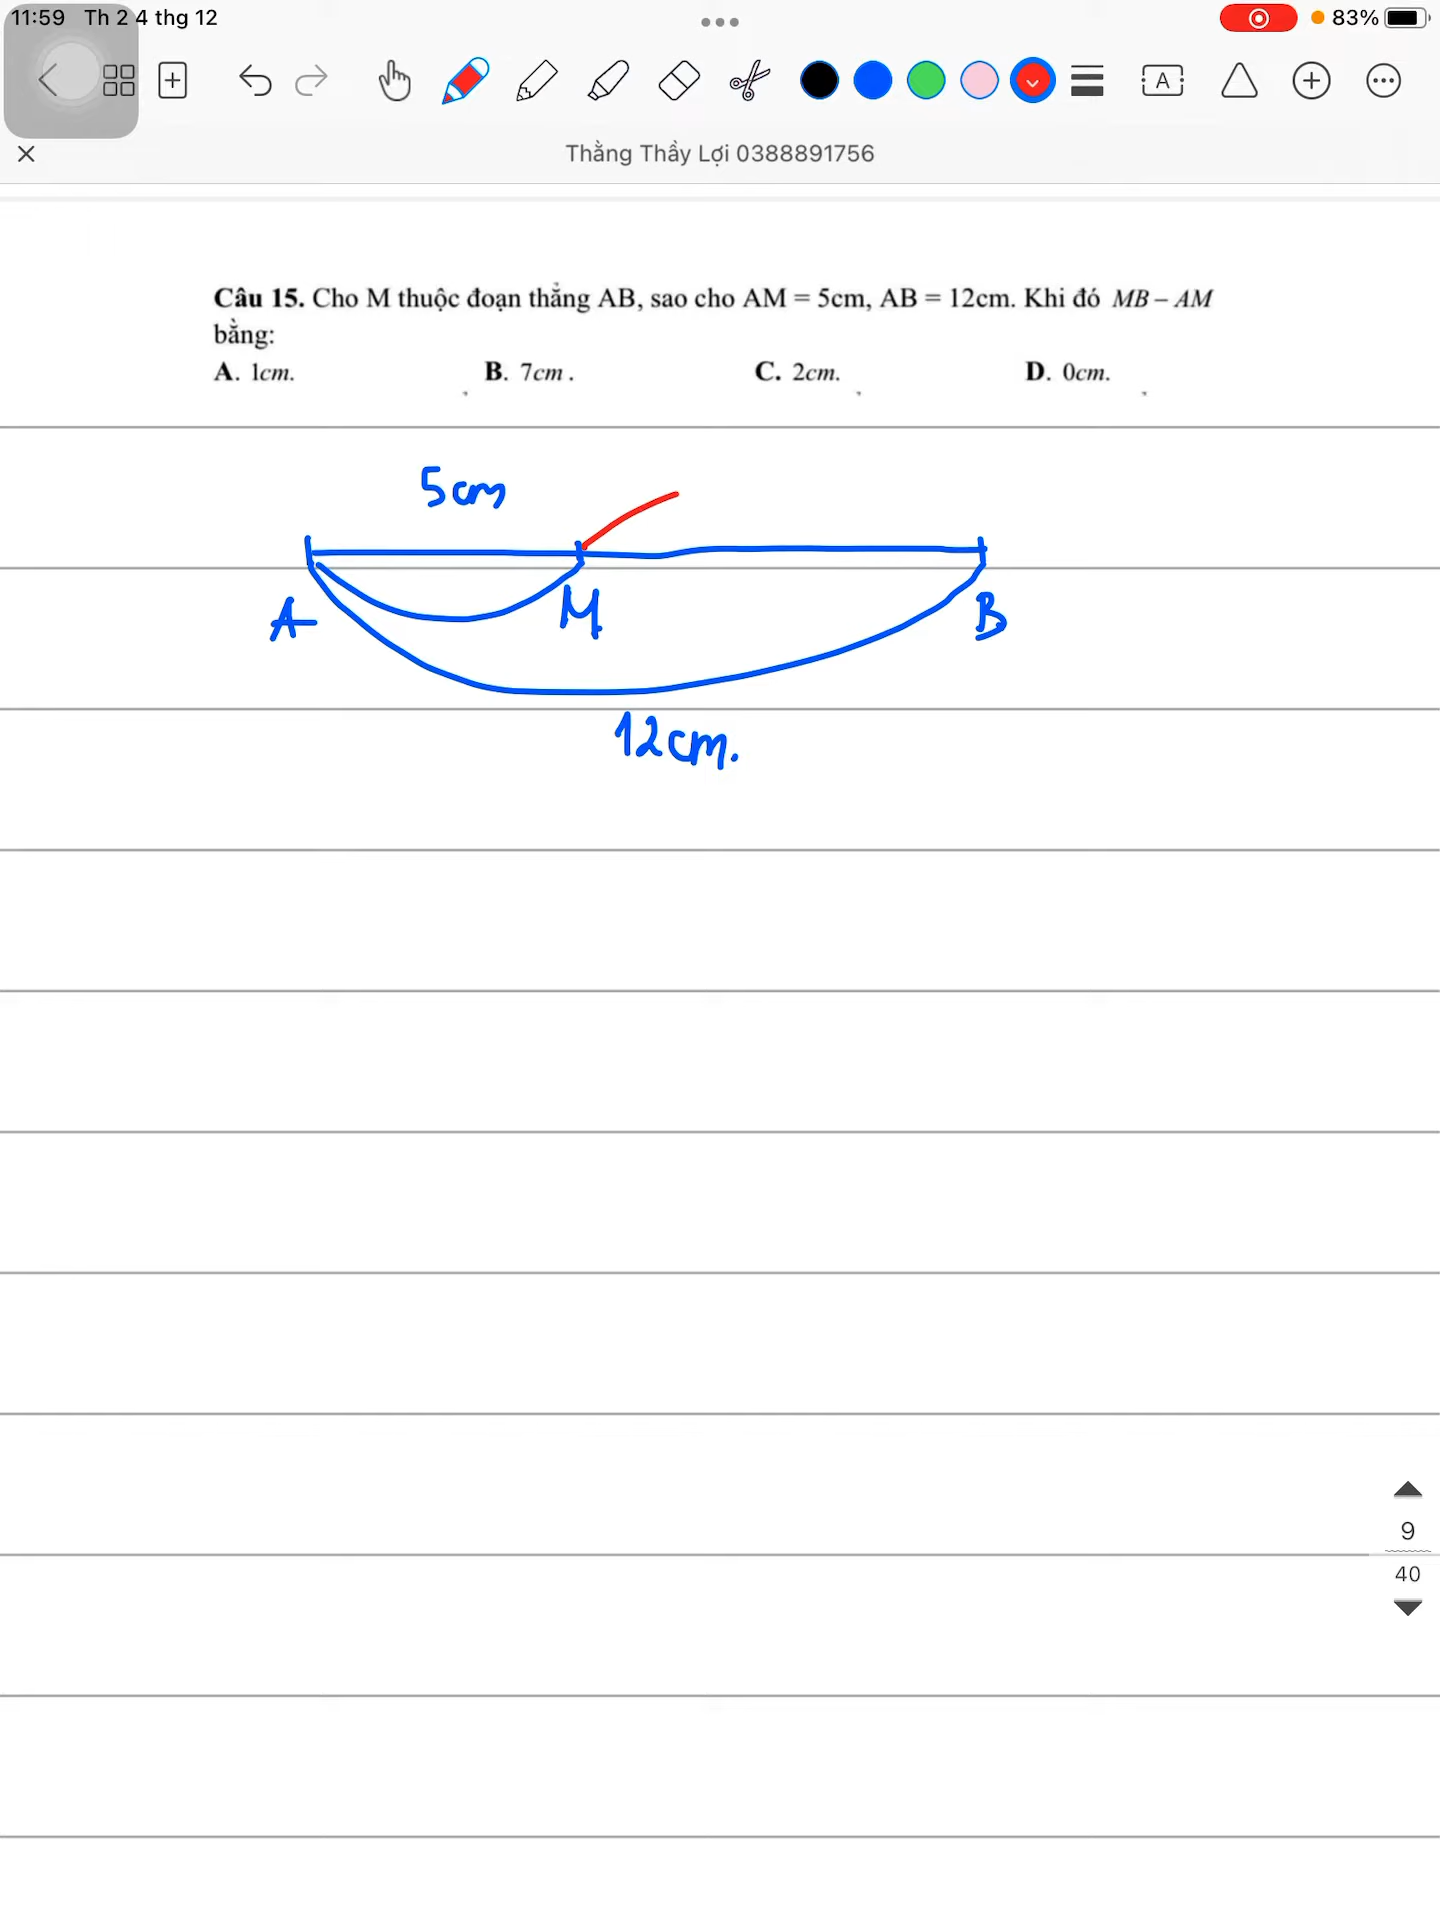 11:59 Th 2 4 thg 12
83%
A
Thằng Thầy Lợi 0388891756
Câu 15. Cho M thuộc đoạn thẳng AB, sao cho AM = 5cm, AB = 12cm. Khi đó MB – AM
bằng:
A. 1cm. B. 7cm . C. 2cm. D. 0cm.
5cm
A M B
12cm.
9
40